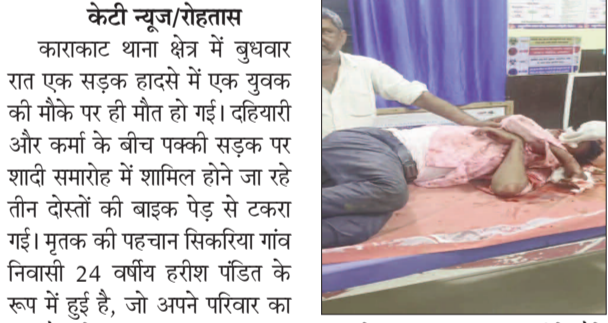 केटी न्यूज/रोहतास
काराकाट थाना क्षेत्र में बुधवार
रात एक सड़क हादसे में एक युवक
की मौके पर ही मौत हो गई। दहियारी
और कर्मा के बीच पक्की सड़क पर
शादी समारोह में शामिल होने जा रहे
तीन दोस्तों की बाइक पेड़ से टकरा
गई। मृतक की पहचान सिकरिया गांव
निवासी 24 वर्षीय हरीश पंडित के
रूप में हुई है, जो अपने परिवार का